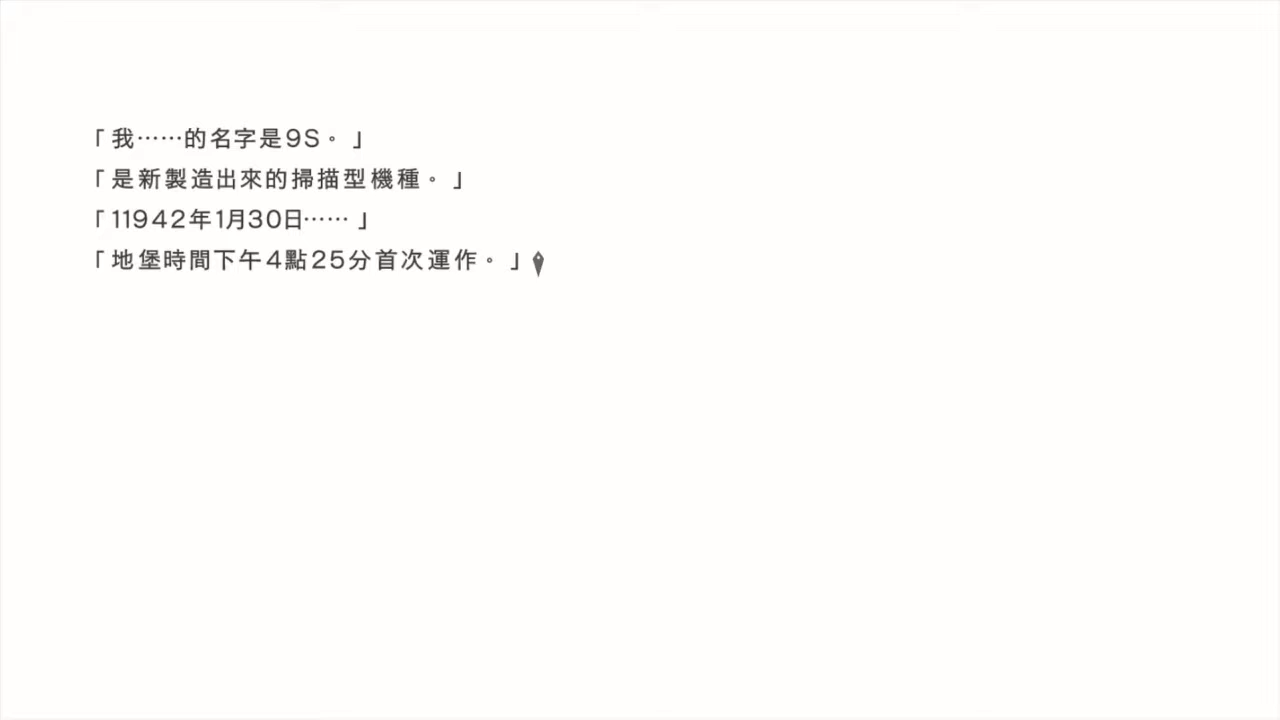 「我……的名字是9S。」
「是新製造出來的掃描型機種。」
「11942年1月30日……」
「地堡時間下午4點25分首次運作。」